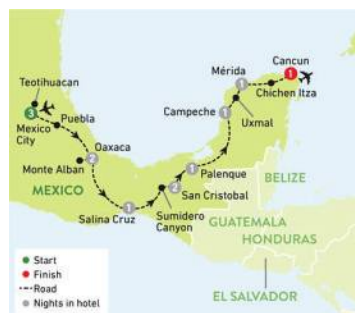 Cancun
1
Mérida
1
Chichen Itza
Teotihuacan
3
Puebla
Campeche
1
Uxmal
Mexico
City
Oaxaca
2
Monte Alban
Palenque
1
BELIZE
MEXICO
2
San Cristobal
Salina Cruz
1
Sumidero
Canyon
GUATEMALA
HONDURAS
EL SALVADOR
Start
Finish
Road
Nights in hotel